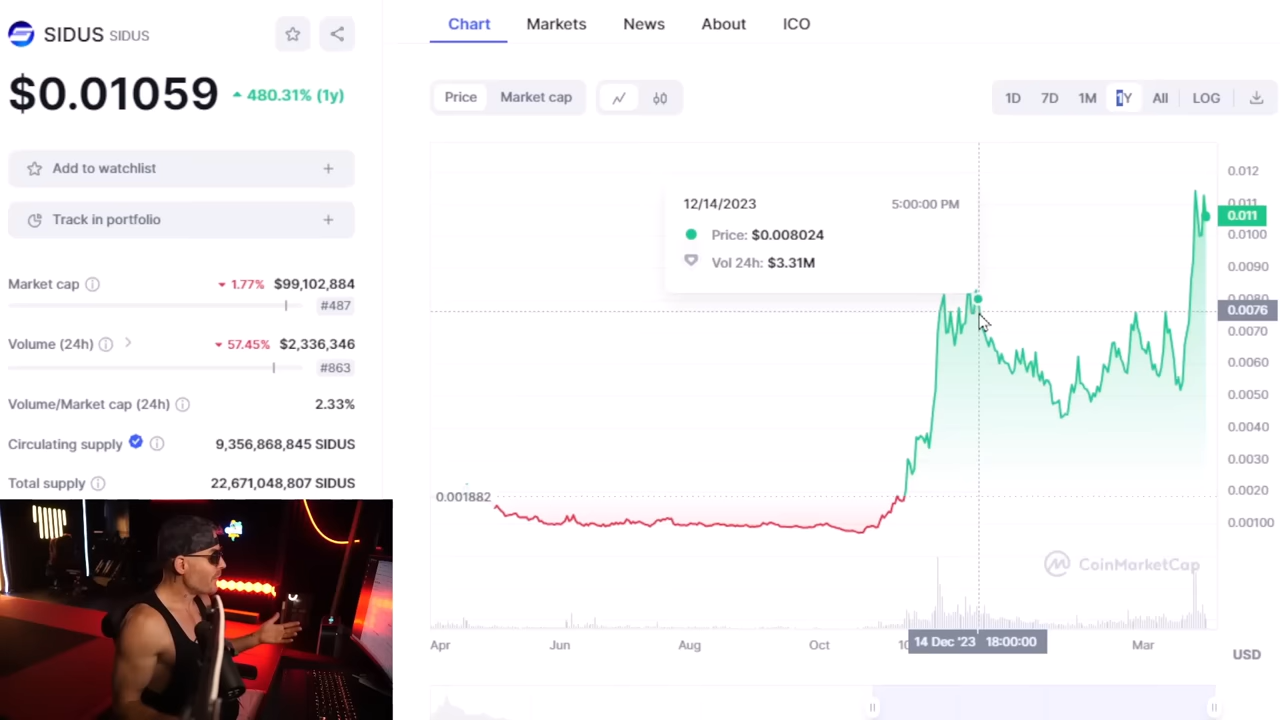 SIDUS SIDUS
$0.01059 480.31% (1y)
Add to watchlist
Track in portfolio
Market cap 1.77% $99,102,884
#487
Volume (24h) 57.45% $2,336,346
#863
Volume/Market cap (24h) 2.33%
Circulating supply 9,356,868,845 SIDUS
Total supply 22,671,048,807 SIDUS
Chart Markets News About ICO
Price Market cap 1D 7D 1M 1Y All LOG
12/14/2023 5:00:00 PM
Price: $0.008024
Vol 24h: $3.31M
0.012
0.011
0.011
0.0100
0.0090
0.0080
0.0076
0.0070
0.0060
0.0050
0.0040
0.0030
0.0020
0.00100
0.001882
CoinMarketCap
Apr Jun Aug Oct 14 Dec '23 18:00:00 Mar
USD